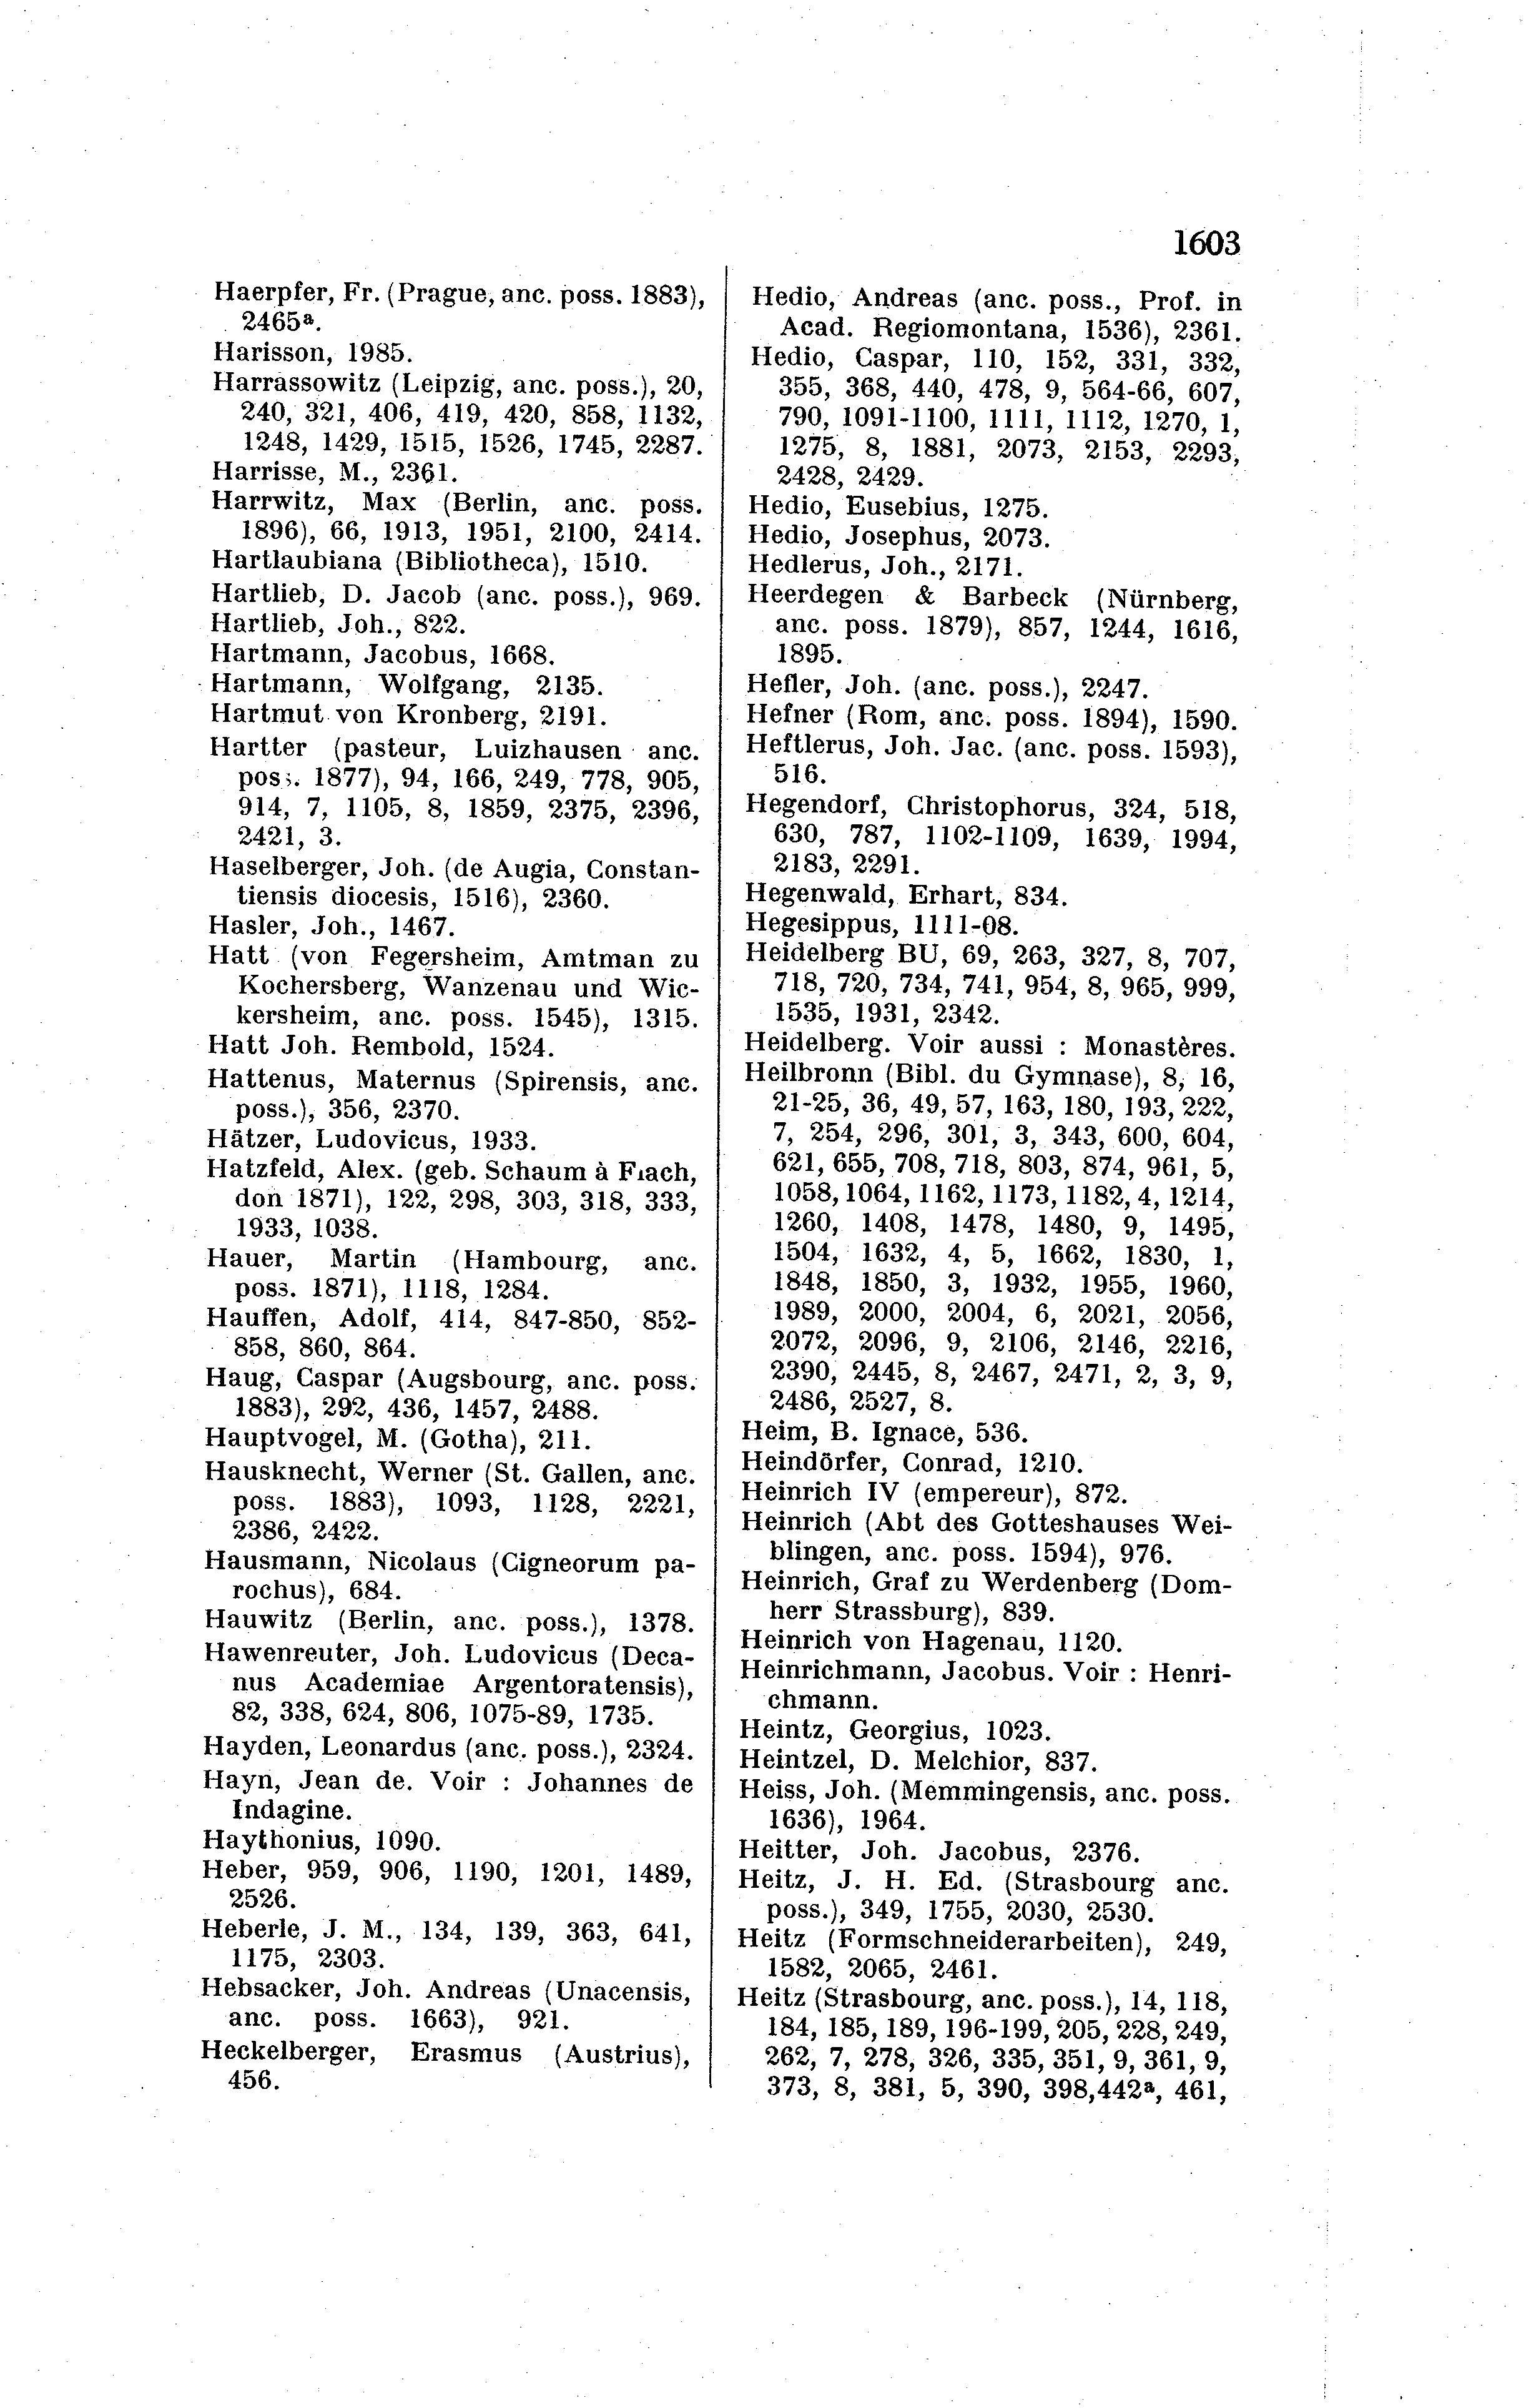 1603
Haerpfer, Fr. (Prague, anc. poss. 1883),
2465a.
Harisson, 1985.
Harrassowitz (Leipzig, anc. poss.), 20,
240, 321, 406, 419, 420, 858, 1132,
1248, 1429, 1515, 1526, 1745, 2287.
Harrisse, M., 2361.
Harrwitz, Max (Berlin, anc. poss.
1896), 66, 1913, 1951, 2100, 2414.
Hartlaubiana (Bibliotheca), 1510.
Hartlieb, D. Jacob (anc. poss.), 969.
Hartlieb, Joh., 822.
Hartmann, Jacobus, 1668.
Hartmann, Wolfgang, 2135.
Hartmut von Kronberg, 2191.
Hartter (pasteur, Luizhausen anc.
poss. 1877), 94, 166, 249, 778, 905,
914, 7, 1105, 8, 1859, 2375, 2396,
2421, 3.
Haselberger, Joh. (de Augia, Constan-
tiensis diocesis, 1516), 2360.
Hasler, Joh., 1467.
Hatt (von Fegersheim, Amtman zu
Kochersberg, Wanzenau und Wic-
kersheim, anc. poss. 1545), 1315.
Hatt Joh. Rembold, 1524.
Hattenus, Maternus (Spirensis, anc.
poss.), 356, 2370.
Hätzer, Ludovicus, 1933.
Hatzfeld, Alex. (geb. Schaum à Flach,
don 1871), 122, 298, 303, 318, 333,
1933, 1038.
Hauer, Martin (Hambourg, anc.
poss. 1871), 1118, 1284.
Hauffen, Adolf, 414, 847-850, 852-
858, 860, 864.
Haug, Caspar (Augsbourg, anc. poss.
1883), 292, 436, 1457, 2488.
Hauptvogel, M. (Gotha), 211.
Hausknecht, Werner (St. Gallen, anc.
poss. 1883), 1093, 1128, 2221,
2386, 2422.
Hausmann, Nicolaus (Cigneorum pa-
rochus), 684.
Hauwitz (Berlin, anc. poss.), 1378.
Hawenreuter, Joh. Ludovicus (Deca-
nus Academiae Argentoratensis),
82, 338, 624, 806, 1075-89, 1735.
Hayden, Leonardus (anc. poss.), 2324.
Hayn, Jean de. Voir : Johannes de
Indagine.
Haythonius, 1090.
Heber, 959, 906, 1190, 1201, 1489,
2526.
Heberle, J. M., 134, 139, 363, 641,
1175, 2303.
Hebsacker, Joh. Andreas (Unacensis,
anc. poss. 1663), 921.
Heckelberger, Erasmus (Austrius),
456.
Hedio, Andreas (anc. poss., Prof. in
Acad. Regiomontana, 1536), 2361.
Hedio, Caspar, 110, 152, 331, 332,
355, 368, 440, 478, 9, 564-66, 607,
790, 1091-1100, 1111, 1112, 1270, 1,
1275, 8, 1881, 2073, 2153, 2293,
2428, 2429.
Hedio, Eusebius, 1275.
Hedio, Josephus, 2073.
Hedlerus, Joh., 2171.
Heerdegen & Barbeck (Nürnberg,
anc. poss. 1879), 857, 1244, 1616,
1895.
Hefler, Joh. (anc. poss.), 2247.
Hefner (Rom, anc. poss. 1894), 1590.
Heftlerus, Joh. Jac. (anc. poss. 1593),
516.
Hegendorf, Christophorus, 324, 518,
630, 787, 1102-1109, 1639, 1994,
2183, 2291.
Hegenwald, Erhart, 834.
Hegesippus, 1111-08.
Heidelberg BU, 69, 263, 327, 8, 707,
718, 720, 734, 741, 954, 8, 965, 999,
1535, 1931, 2342.
Heidelberg. Voir aussi : Monastères.
Heilbronn (Bibl. du Gymnase), 8, 16,
21-25, 36, 49, 57, 163, 180, 193, 222,
7, 254, 296, 301, 3, 343, 600, 604,
621, 655, 708, 718, 803, 874, 961, 5,
1058, 1064, 1162, 1173, 1182, 4, 1214,
1260, 1408, 1478, 1480, 9, 1495,
1504, 1632, 4, 5, 1662, 1830, 1,
1848, 1850, 3, 1932, 1955, 1960,
1989, 2000, 2004, 6, 2021, 2056,
2072, 2096, 9, 2106, 2146, 2216,
2390, 2445, 8, 2467, 2471, 2, 3, 9,
2486, 2527, 8.
Heim, B. Ignace, 536.
Heindörfer, Conrad, 1210.
Heinrich IV (empereur), 872.
Heinrich (Abt des Gotteshauses Wei-
blingen, anc. poss. 1594), 976.
Heinrich, Graf zu Werdenberg (Dom-
herr Strassburg), 839.
Heinrich von Hagenau, 1120.
Heinrichmann, Jacobus. Voir : Henri-
chmann.
Heintz, Georgius, 1023.
Heintzel, D. Melchior, 837.
Heiss, Joh. (Memmingensis, anc. poss.
1636), 1964.
Heitter, Joh. Jacobus, 2376.
Heitz, J. H. Ed. (Strasbourg anc.
poss.), 349, 1755, 2030, 2530.
Heitz (Formschneiderarbeiten), 249,
1582, 2065, 2461.
Heitz (Strasbourg, anc. poss.), 14, 118,
184, 185, 189, 196-199, 205, 228, 249,
262, 7, 278, 326, 335, 351, 9, 361, 9,
373, 8, 381, 5, 390, 398,442a, 461,